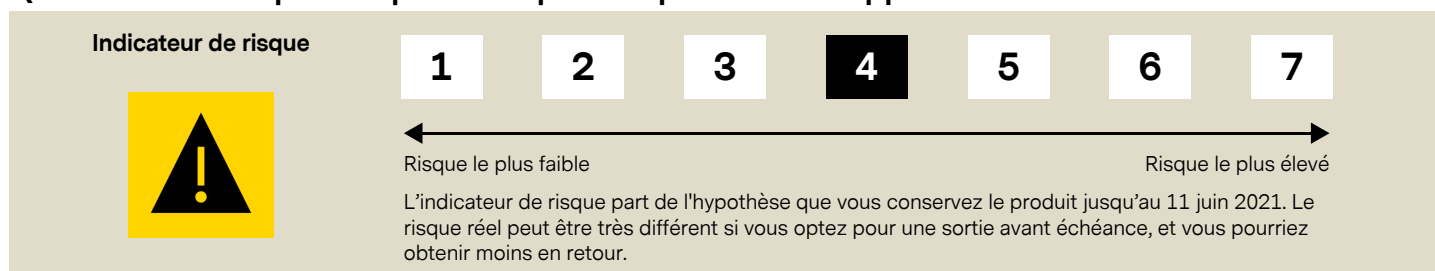 Indicateur de risque
1 2 3 4 5 6 7
Risque le plus faible Risque le plus élevé
L’indicateur de risque part de l'hypothèse que vous conservez le produit jusqu’au 11 juin 2021. Le
risque réel peut être très différent si vous optez pour une sortie avant échéance, et vous pourriez
obtenir moins en retour.